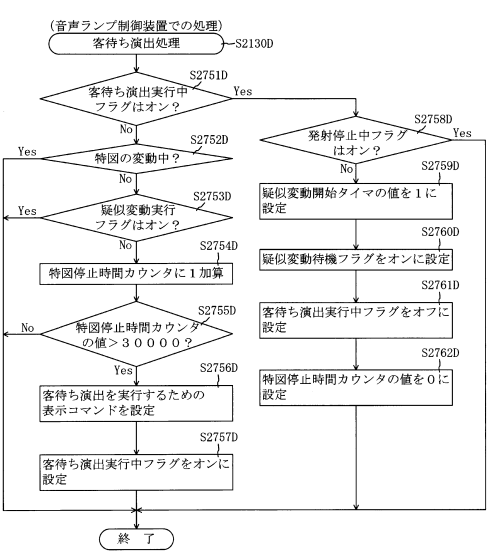 (音声ランプ制御装置での処理)
客待ち演出処理
S2130D
S2751D
客待ち演出実行中
フラグはオン?
Yes
No
S2752D
特図の変動中?
Yes
No
S2753D
疑似変動実行
フラグはオン?
Yes
No
S2754D
特図停止時間カウンタに1加算
S2755D
特図停止時間カウンタ
の値>30000?
No
Yes
S2756D
客待ち演出を実行するための
表示コマンドを設定
S2757D
客待ち演出実行中フラグをオンに
設定
S2758D
発射停止中フラグ
はオン?
Yes
No
S2759D
疑似変動開始タイマの値を1に
設定
S2760D
疑似変動待機フラグをオンに設定
S2761D
客待ち演出実行中フラグをオフに
設定
S2762D
特図停止時間カウンタの値を0に
設定
終了